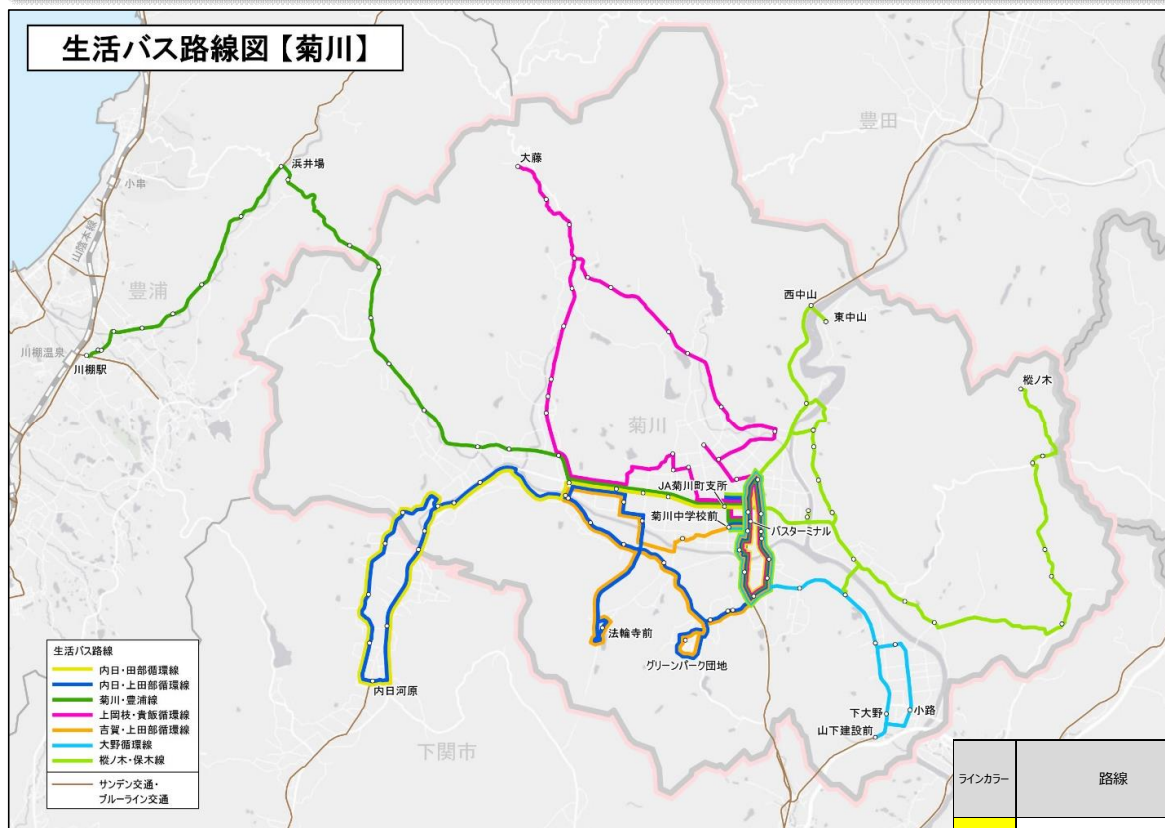 生活バス路線図【菊川】
豊田
浜井場
大藤
小串
山陰本線
豊浦
西中山
東中山
川棚温泉
川棚駅
樅ノ木
菊川
JA菊川町支所
菊川中学校前
バスターミナル
法輪寺前
グリーンパーク団地
内日河原
下大野
小路
山下建設前
下関市
生活バス路線
内日・田部循環線
内日・上田部循環線
菊川・豊浦線
上岡枝・貴飯循環線
吉賀・上田部循環線
大野循環線
樅ノ木・保木線
サンデン交通・
ブルーライン交通
ラインカラー
路線